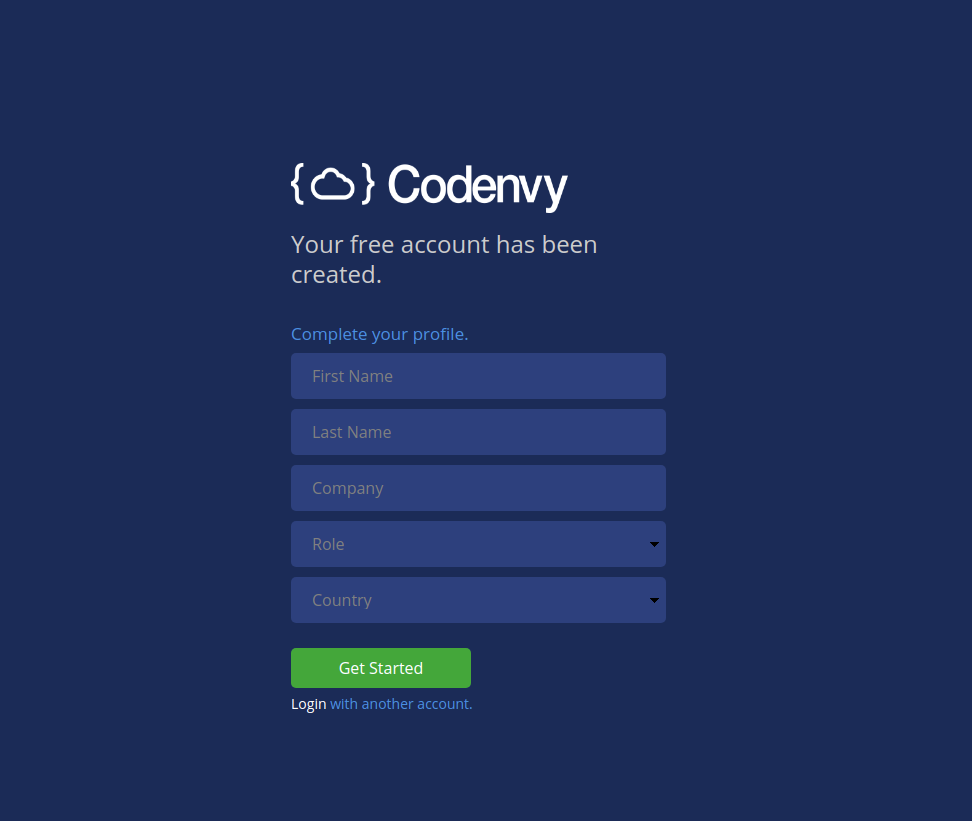 Codenvy
Your free account has been
created.
Complete your profile.
First Name
Last Name
Company
Role
Country
Get Started
Login with another account.